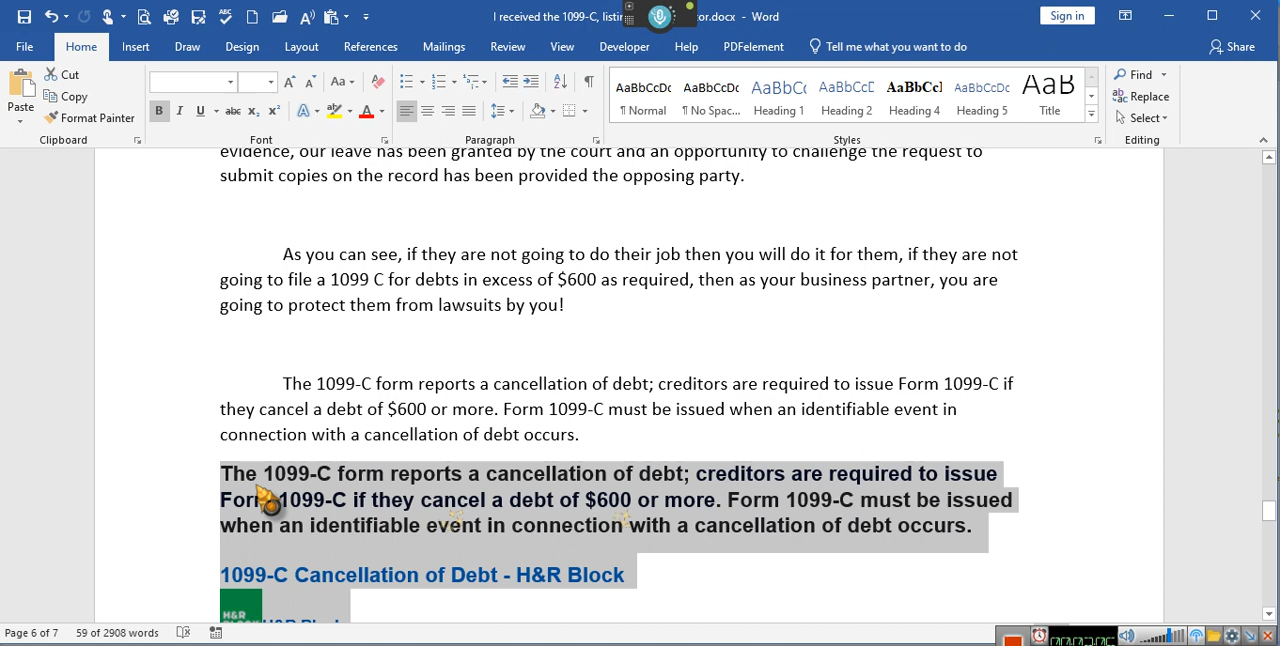 I received the 1099-C, listin
or.docx - Word
Sign in
File Home Insert Draw Design Layout References Mailings Review View Developer Help PDFelement Tell me what you want to do Share
Paste
Cut
Copy
Format Painter
Clipboard
Aa
B I U abc x₂ x² A A
Font
Paragraph
AaBbCcDc AaBbCcDc AaBbCc AaBbCcD AaBbCcI AaBbCcDc AaB
¶ Normal ¶ No Spac... Heading 1 Heading 2 Heading 4 Heading 5 Title
Styles
Find
Replace
Select
Editing
evidence, our leave has been granted by the court and an opportunity to challenge the request to
submit copies on the record has been provided the opposing party.
As you can see, if they are not going to do their job then you will do it for them, if they are not
going to file a 1099 C for debts in excess of $600 as required, then as your business partner, you are
going to protect them from lawsuits by you!
The 1099-C form reports a cancellation of debt; creditors are required to issue Form 1099-C if
they cancel a debt of $600 or more. Form 1099-C must be issued when an identifiable event in
connection with a cancellation of debt occurs.
The 1099-C form reports a cancellation of debt; creditors are required to issue
Form 1099-C if they cancel a debt of $600 or more. Form 1099-C must be issued
when an identifiable event in connection with a cancellation of debt occurs.
1099-C Cancellation of Debt - H&R Block
H&R
Page 6 of 7 59 of 2908 words